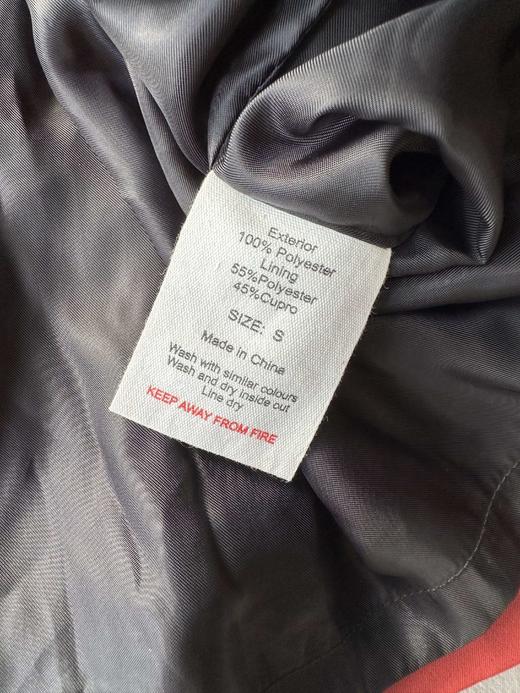 Exterior
100% Polyester
Lining
55%Polyester
45%Cupro
SIZE: S
Made in China
Wash with similar colours
Wash and dry inside out
Line dry
KEEP AWAY FROM FIRE